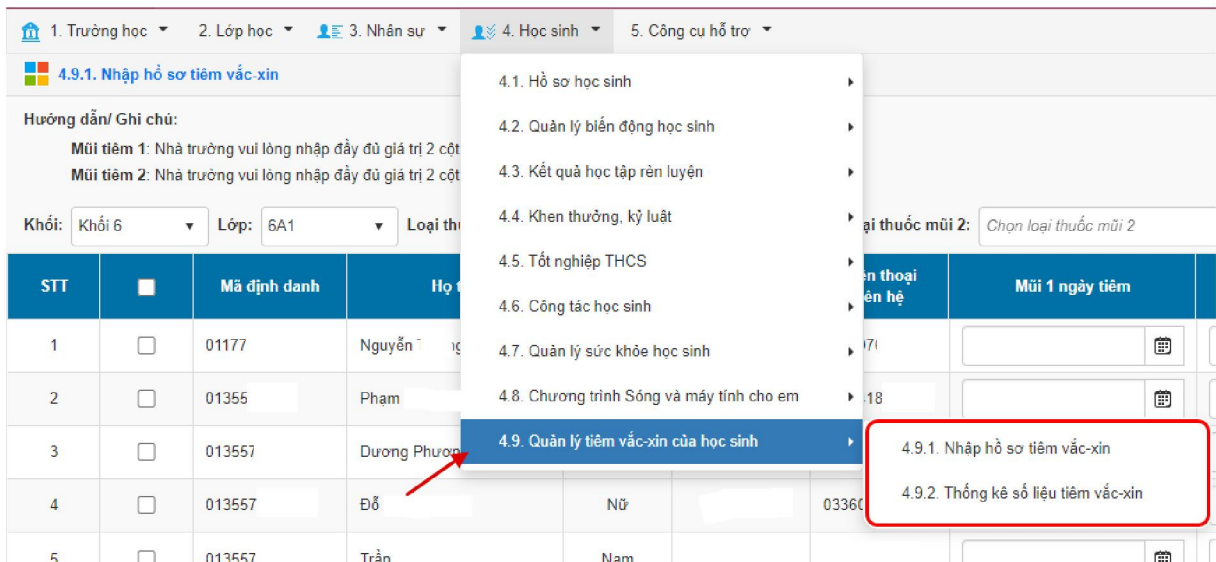 1. Trường học 2. Lớp học 3. Nhân sự 4. Học sinh 5. Công cụ hỗ trợ
4.9.1. Nhập hồ sơ tiêm vắc-xin
Hướng dẫn/ Ghi chú:
Mũi tiêm 1: Nhà trường vui lòng nhập đầy đủ giá trị 2 cột
Mũi tiêm 2: Nhà trường vui lòng nhập đầy đủ giá trị 2 cột
4.1. Hồ sơ học sinh
4.2. Quản lý biến động học sinh
4.3. Kết quả học tập rèn luyện
4.4. Khen thưởng, kỷ luật
4.5. Tốt nghiệp THCS
4.6. Công tác học sinh
4.7. Quản lý sức khỏe học sinh
4.8. Chương trình Sóng và máy tính cho em
4.9. Quản lý tiêm vắc-xin của học sinh
4.9.1. Nhập hồ sơ tiêm vắc-xin
4.9.2. Thống kê số liệu tiêm vắc-xin
Khối: Khối 6 Lớp: 6A1 Loại thuốc mũi 2: Chọn loại thuốc mũi 2
STT Mã định danh Họ Mũi 1 ngày tiêm
1 01177 Nguyễn
2 01355 Phạm 18
3 013557 Dương Phương
4 013557 Đỗ Nữ 03360
5 013557 Trần Nam